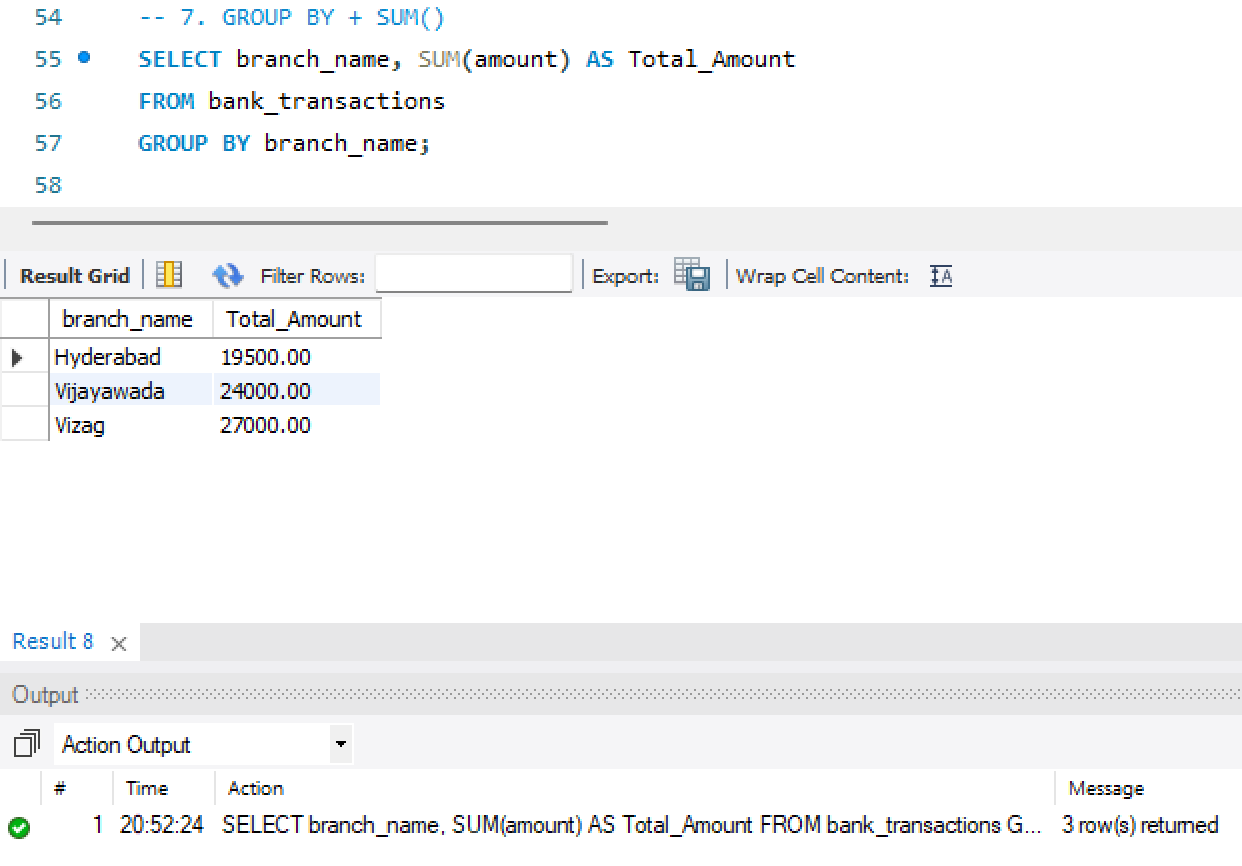 54 -- 7. GROUP BY + SUM()
55 SELECT branch_name, SUM(amount) AS Total_Amount
56 FROM bank_transactions
57 GROUP BY branch_name;
58
Result Grid Filter Rows: Export: Wrap Cell Content: IA
branch_name Total_Amount
Hyderabad 19500.00
Vijayawada 24000.00
Vizag 27000.00
Result 8
Output
Action Output
# Time Action Message
1 20:52:24 SELECT branch_name, SUM(amount) AS Total_Amount FROM bank_transactions G... 3 row(s) returned